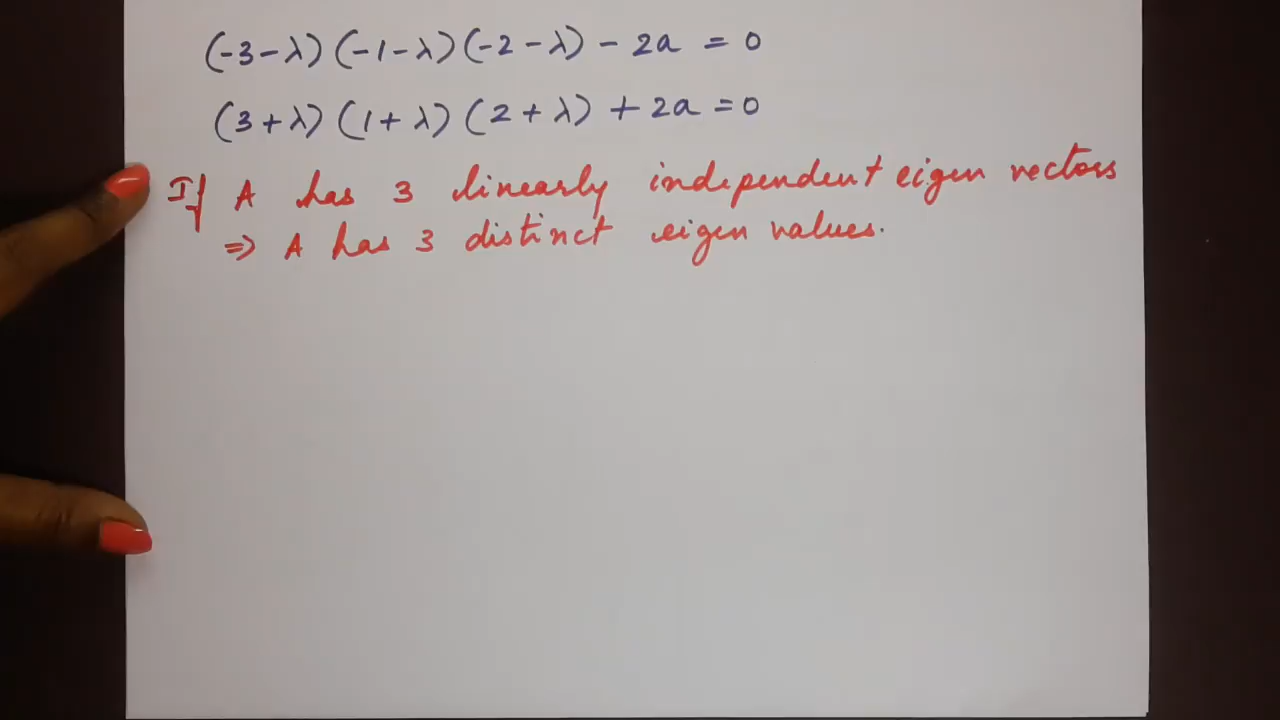 (-3-λ)(-1-λ)(-2-λ) - 2a = 0
(3+λ)(1+λ)(2+λ) + 2a = 0
If A has 3 linearly independent eigen vectors
⇒ A has 3 distinct eigen values.